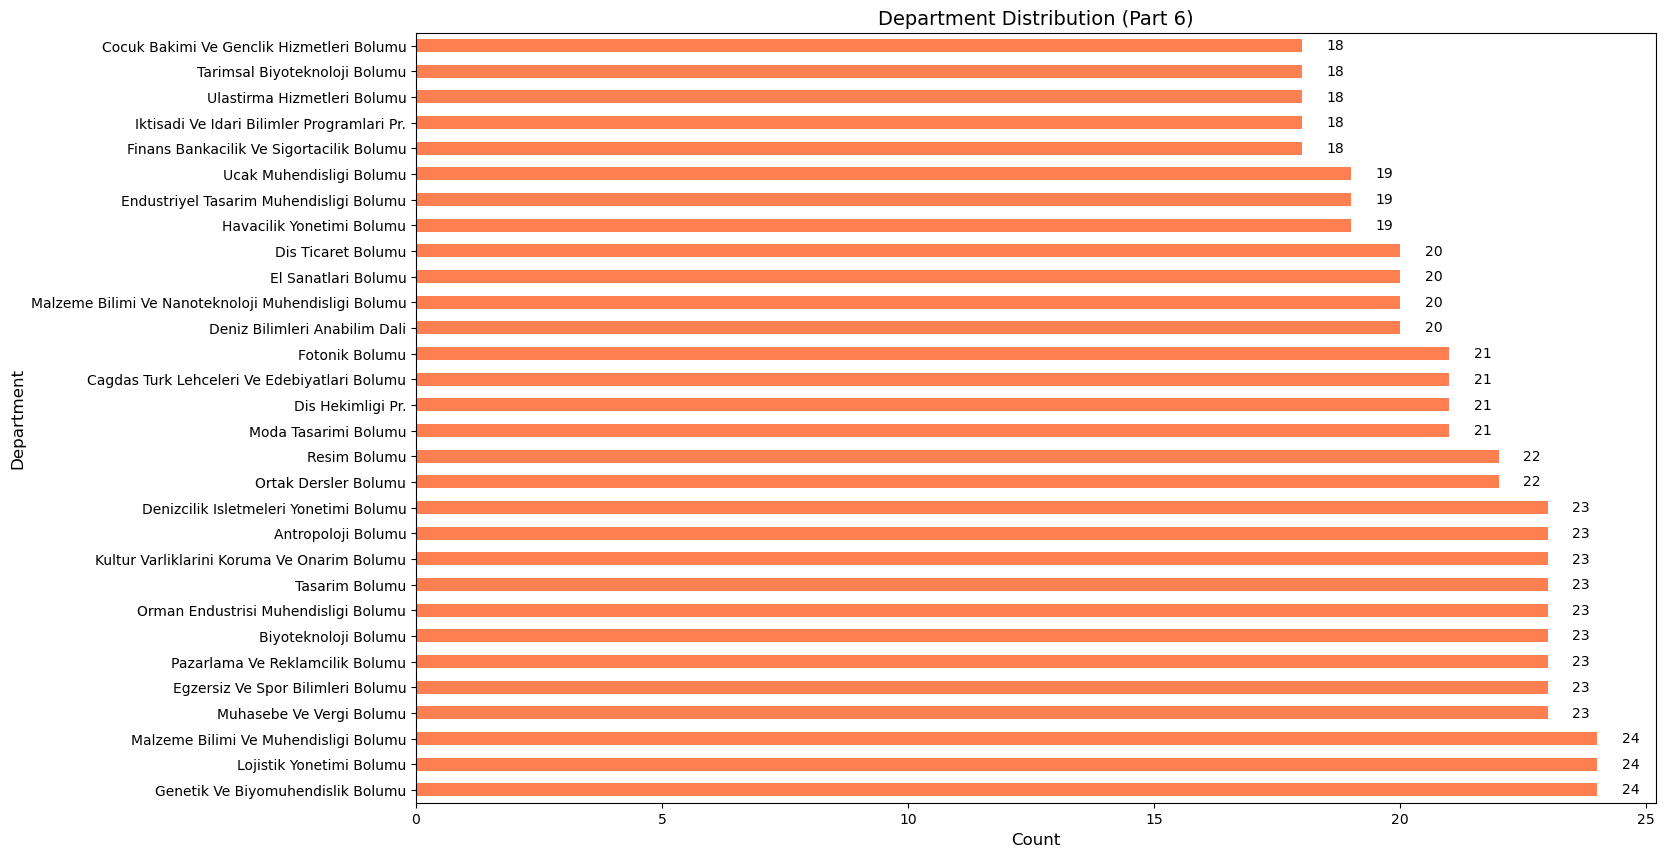 Department Distribution (Part 6)
Cocuk Bakimi Ve Genclik Hizmetleri Bolumu 18
Tarimsal Biyoteknoloji Bolumu 18
Ulastirma Hizmetleri Bolumu 18
Iktisadi Ve Idari Bilimler Programlari Pr. 18
Finans Bankacilik Ve Sigortacilik Bolumu 18
Ucak Muhendisligi Bolumu 19
Endustriyel Tasarim Muhendisligi Bolumu 19
Havacilik Yonetimi Bolumu 19
Dis Ticaret Bolumu 20
El Sanatlari Bolumu 20
Malzeme Bilimi Ve Nanoteknoloji Muhendisligi Bolumu 20
Deniz Bilimleri Anabilim Dali 20
Fotonik Bolumu 21
Cagdas Turk Lehceleri Ve Edebiyatlari Bolumu 21
Dis Hekimligi Pr. 21
Moda Tasarimi Bolumu 21
Resim Bolumu 22
Ortak Dersler Bolumu 22
Denizcilik Isletmeleri Yonetimi Bolumu 23
Antropoloji Bolumu 23
Kultur Varliklarini Koruma Ve Onarim Bolumu 23
Tasarim Bolumu 23
Orman Endustrisi Muhendisligi Bolumu 23
Biyoteknoloji Bolumu 23
Pazarlama Ve Reklamcilik Bolumu 23
Egzersiz Ve Spor Bilimleri Bolumu 23
Muhasebe Ve Vergi Bolumu 23
Malzeme Bilimi Ve Muhendisligi Bolumu 24
Lojistik Yonetimi Bolumu 24
Genetik Ve Biyomuhendislik Bolumu 24
0 5 10 15 20 25
Count
Department